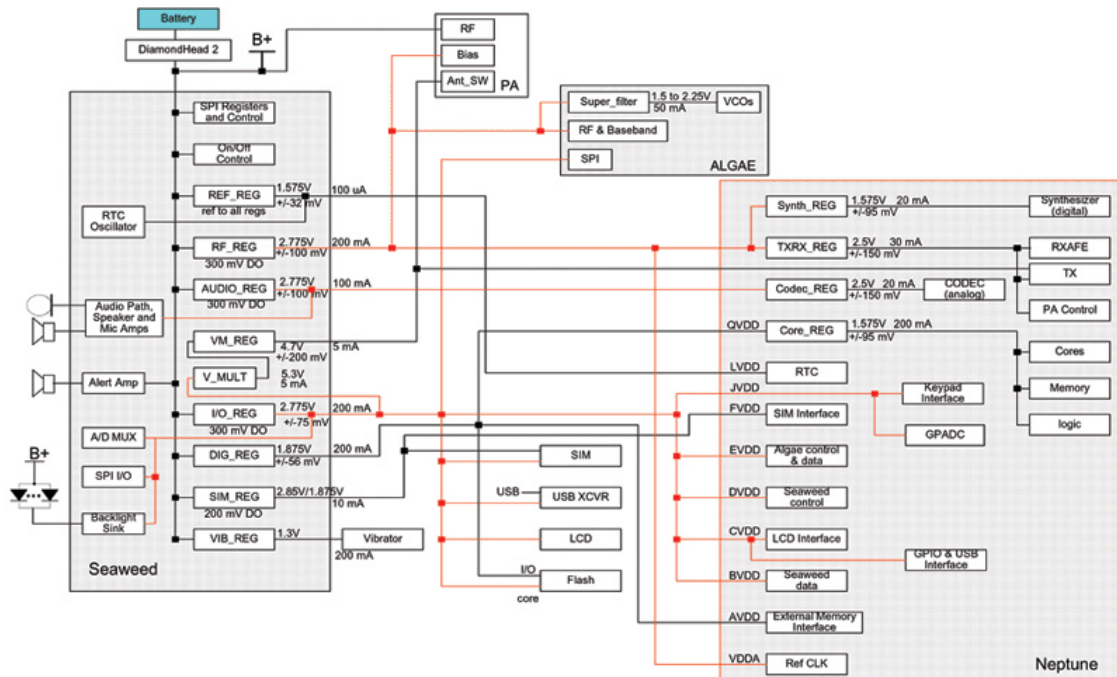 Battery
DiamondHead 2
B+
RF
Bias
Ant_SW
PA
Super_filter
1.5 to 2.25V
50 mA
VCOs
RF & Baseband
SPI
ALGAE
SPI Registers
and Control
On/Off
Control
REF_REG
1.575V
+/-32 mV
100 uA
ref to all regs
RTC
Oscillator
RF_REG
2.775V
+/-100 mV
200 mA
300 mV DO
AUDIO_REG
2.775V
+/-100 mV
100 mA
300 mV DO
Audio Path,
Speaker and
Mic Amps
VM_REG
4.7V
+/-200 mV
5 mA
V_MULT
5.3V
5 mA
Alert Amp
I/O_REG
2.775V
+/-75 mV
200 mA
300 mV DO
A/D MUX
DIG_REG
1.875V
+/-56 mV
200 mA
SPI I/O
B+
SIM_REG
2.85V/1.875V
10 mA
200 mV DO
Backlight
Sink
VIB_REG
1.3V
200 mA
Vibrator
Seaweed
SIM
USB
USB XCVR
LCD
I/O
Flash
core
Synth_REG
1.575V 20 mA
+/-95 mV
Synthesizer
(digital)
TXRX_REG
2.5V 30 mA
+/-150 mV
RXAFE
TX
Codec_REG
2.5V 20 mA
+/-150 mV
CODEC
(analog)
PA Control
QVDD
Core_REG
1.575V 200 mA
+/-95 mV
Cores
LVDD
RTC
Memory
JVDD
Keypad
Interface
FVDD
SIM Interface
logic
GPADC
EVDD
Algae control
& data
DVDD
Seaweed
control
CVDD
LCD Interface
GPIO & USB
Interface
BVDD
Seaweed
data
AVDD
External Memory
Interface
VDDA
Ref CLK
Neptune